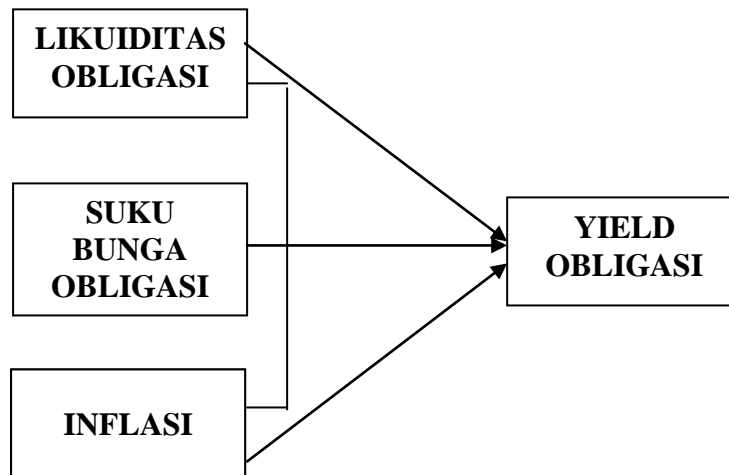 LIKUIDITAS
OBLIGASI
SUKU
BUNGA
OBLIGASI
YIELD
OBLIGASI
INFLASI